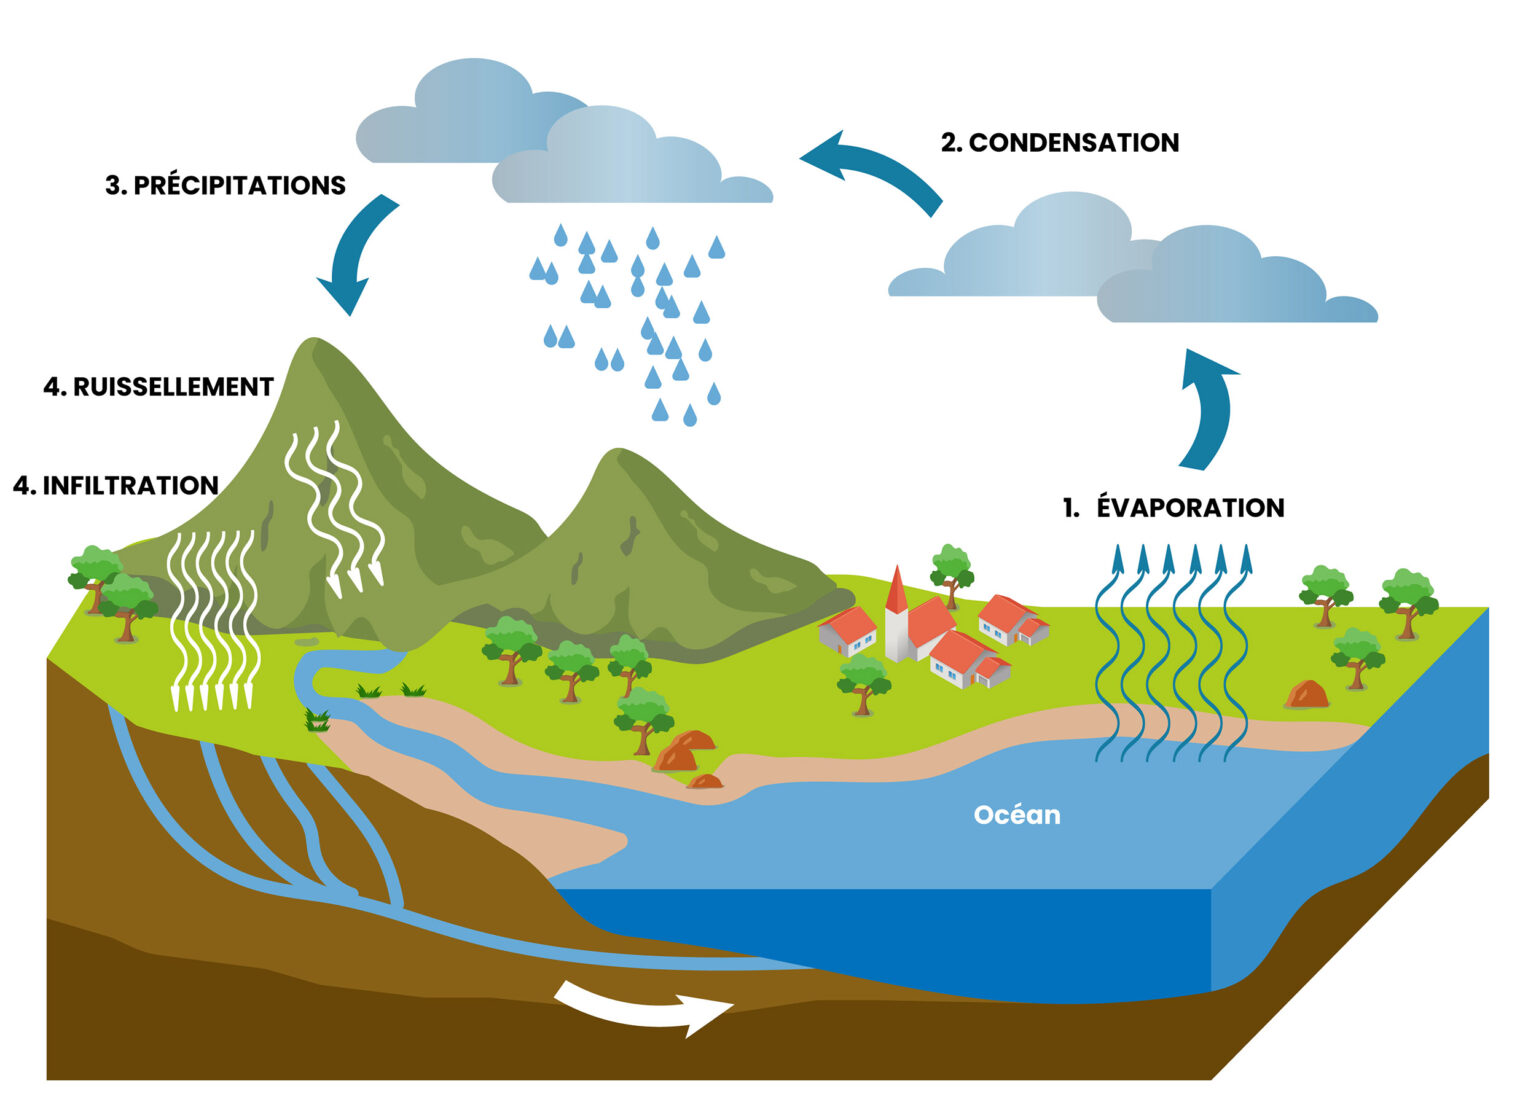 2. CONDENSATION
3. PRÉCIPITATIONS
4. RUISSELLEMENT
4. INFILTRATION
1. ÉVAPORATION
Océan